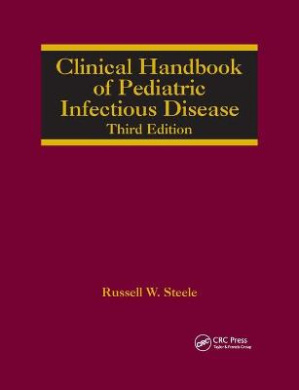 Clinical Handbook
of Pediatric
Infectious Disease
Third Edition
Russell W. Steele
CRC Press
Taylor & Francis Group